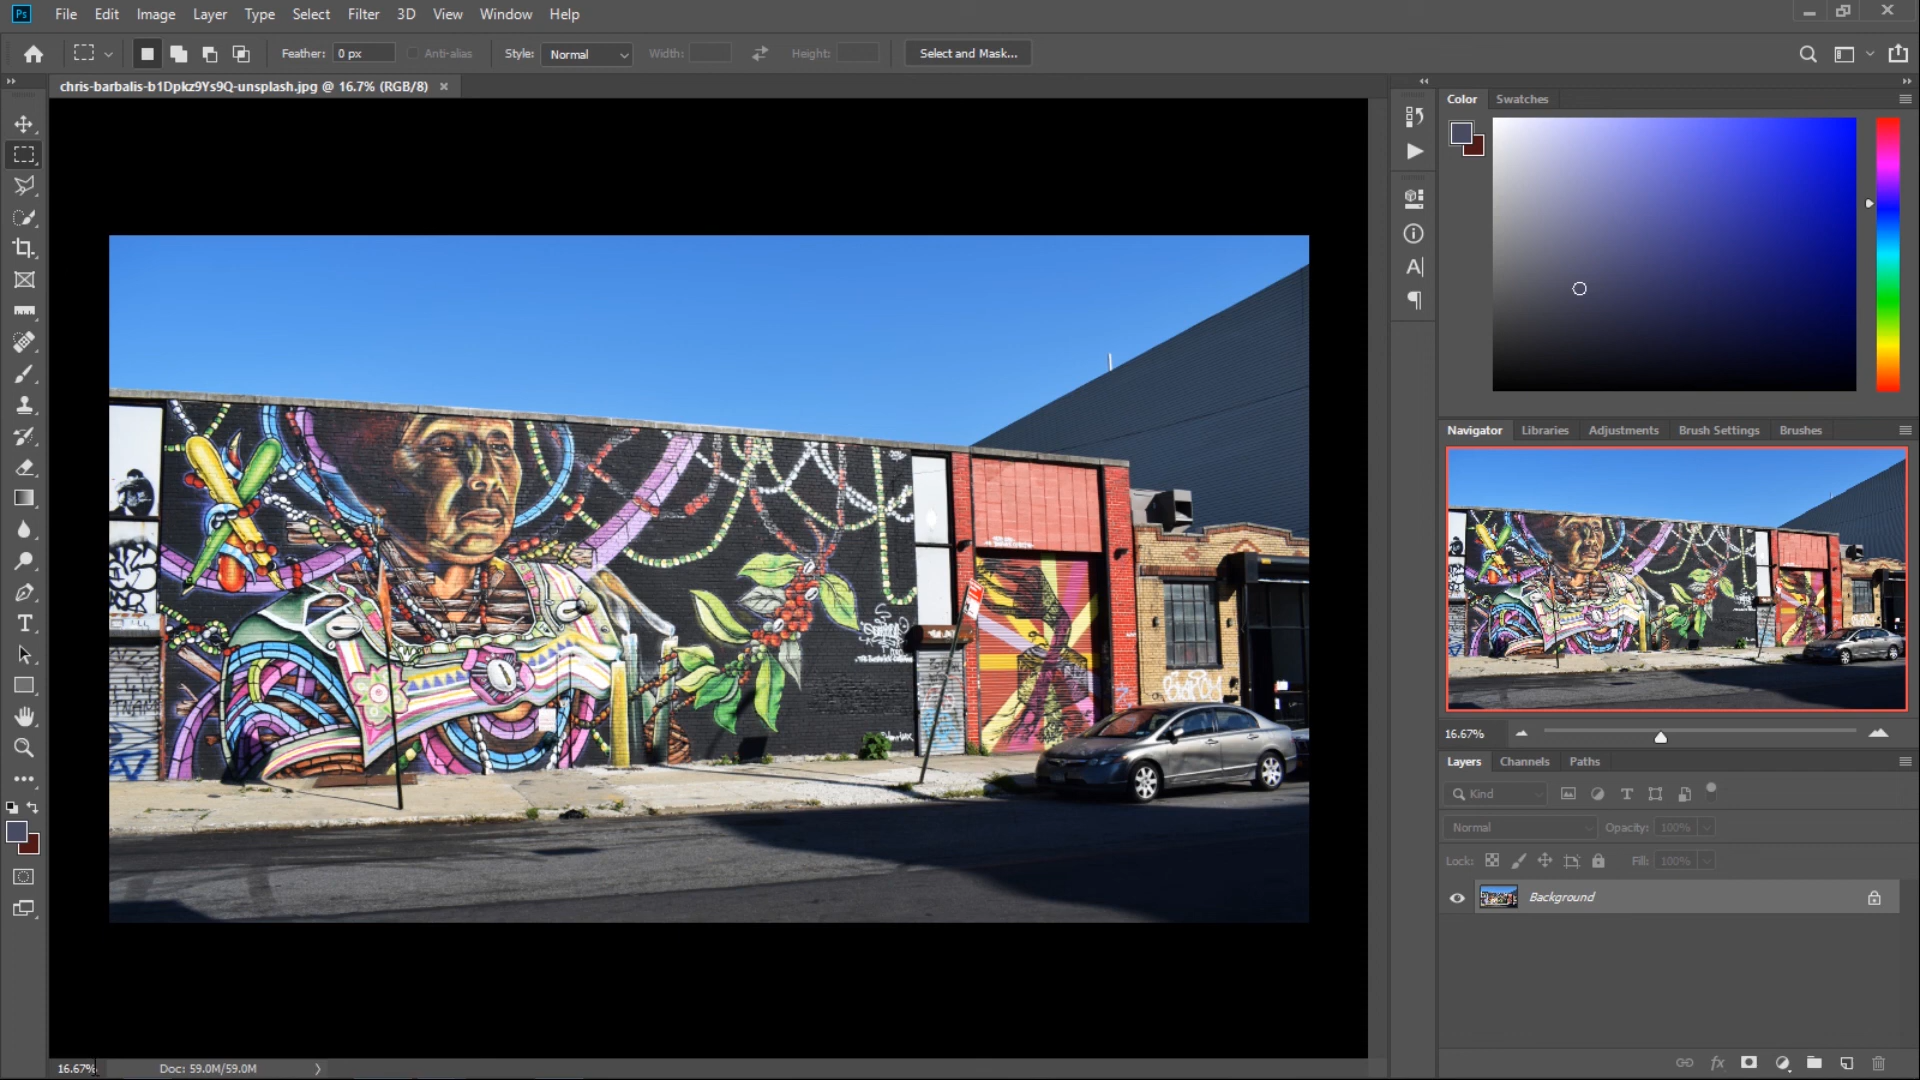 Ps File Edit Image Layer Type Select Filter 3D View Window Help
Feather: 0 px Anti-alias Style: Normal Width: Height: Select and Mask...
chris-barbalis-b1Dpkz9Ys9Q-unsplash.jpg @ 16.7% (RGB/8)
Color Swatches
Navigator Libraries Adjustments Brush Settings Brushes
16.67%
Layers Channels Paths
Kind
Normal Opacity: 100%
Lock: Fill: 100%
Background
16.67% Doc: 59.0M/59.0M